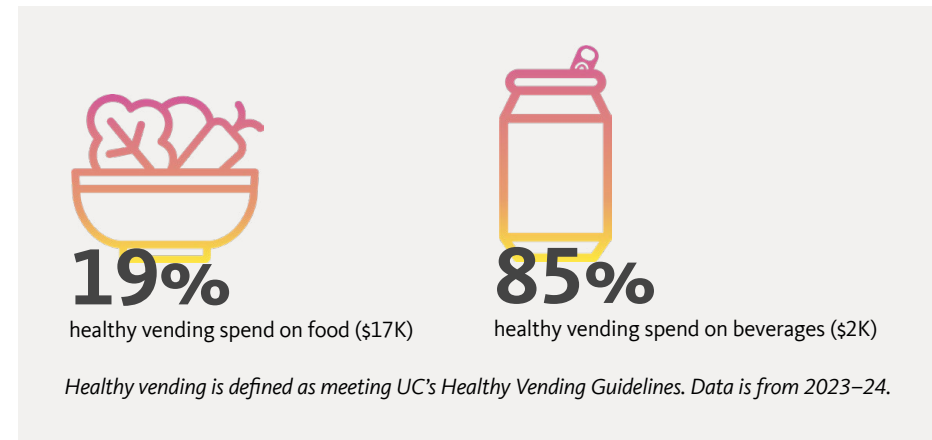 19%
healthy vending spend on food ($17K)
85%
healthy vending spend on beverages ($2K)
Healthy vending is defined as meeting UC’s Healthy Vending Guidelines. Data is from 2023–24.